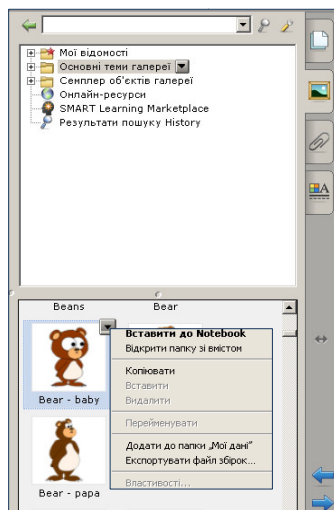 Мої відомості
Основні теми галереї
Семплер об'єктів галереї
Онлайн-ресурси
SMART Learning Marketplace
Результати пошуку History
Beans Bear
Вставити до Notebook
Відкрити папку зі вмістом
Копіювати
Вставити
Видалити
Перейменувати
Додати до папки „Мої дані"
Експортувати файл збірок...
Властивості...
Bear - baby
Bear - papa